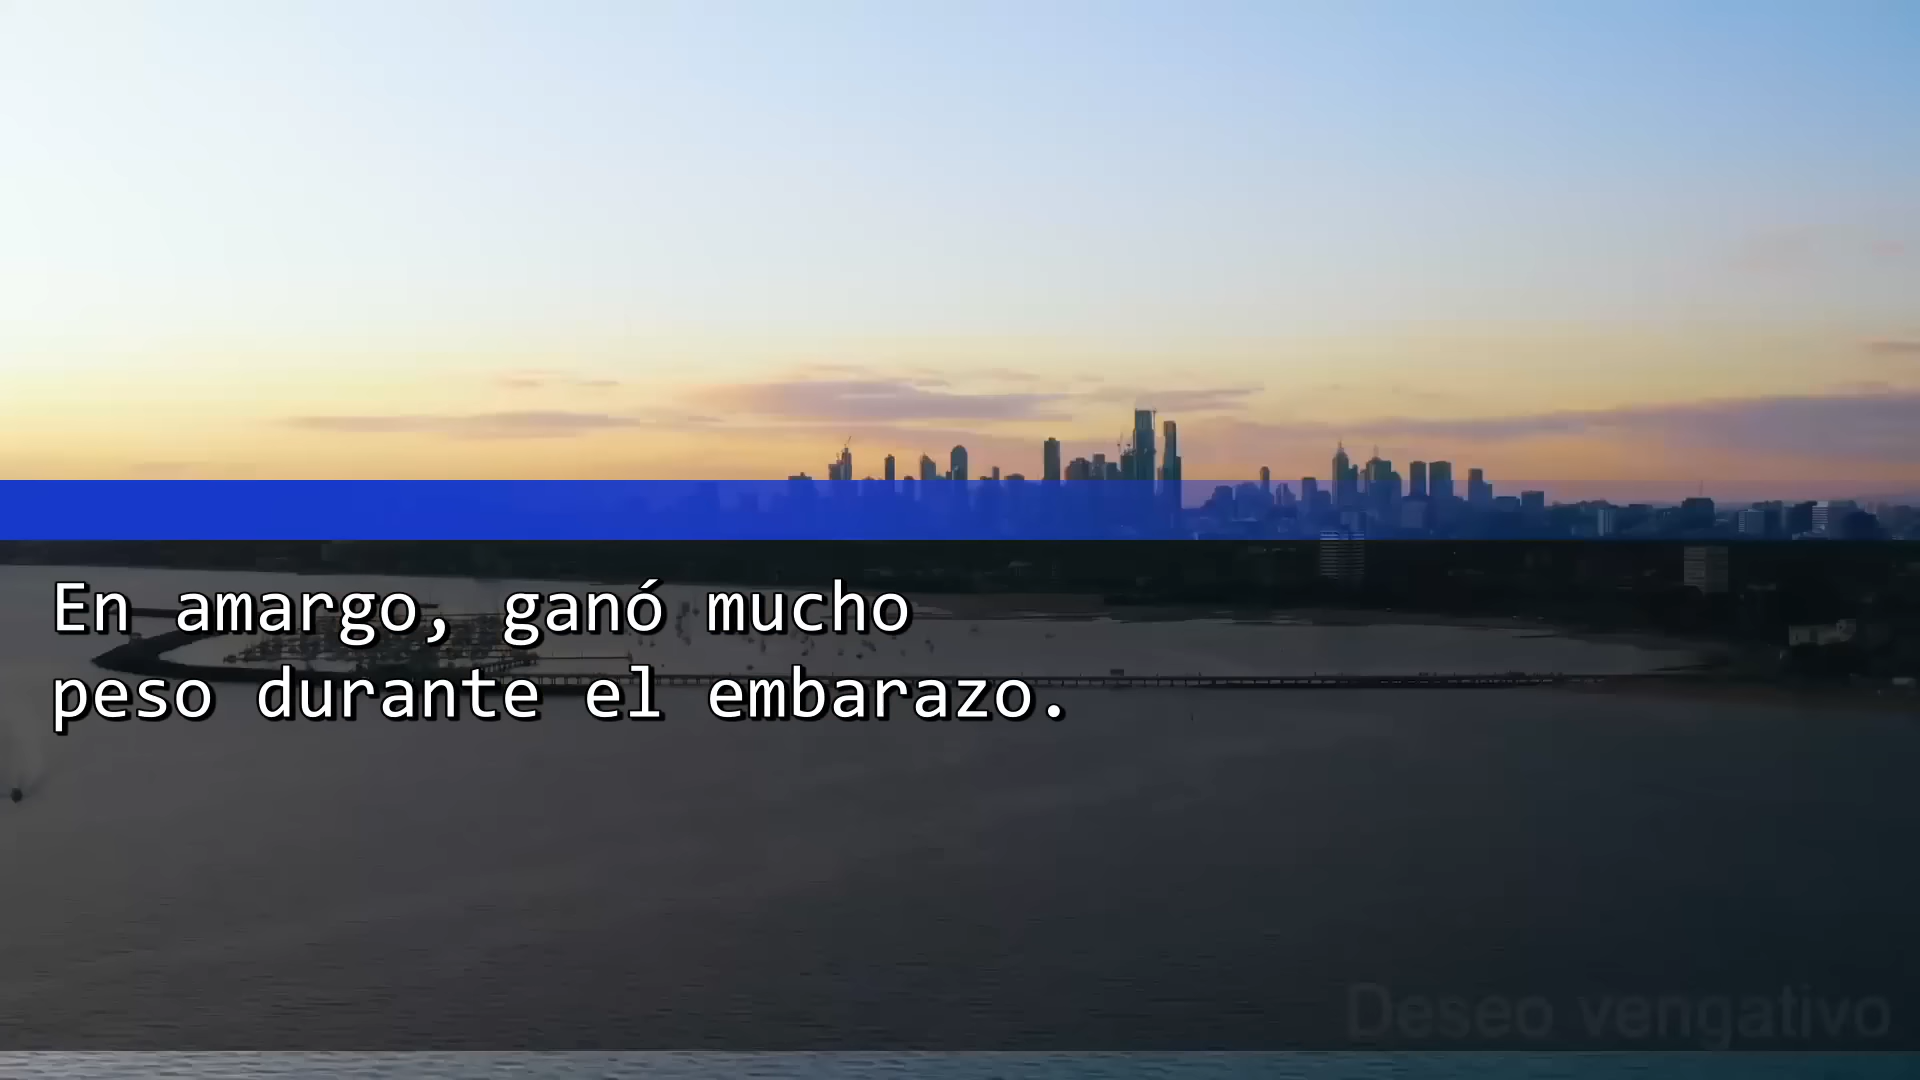 En amargo, ganó mucho
peso durante el embarazo.
Deseo vengativo